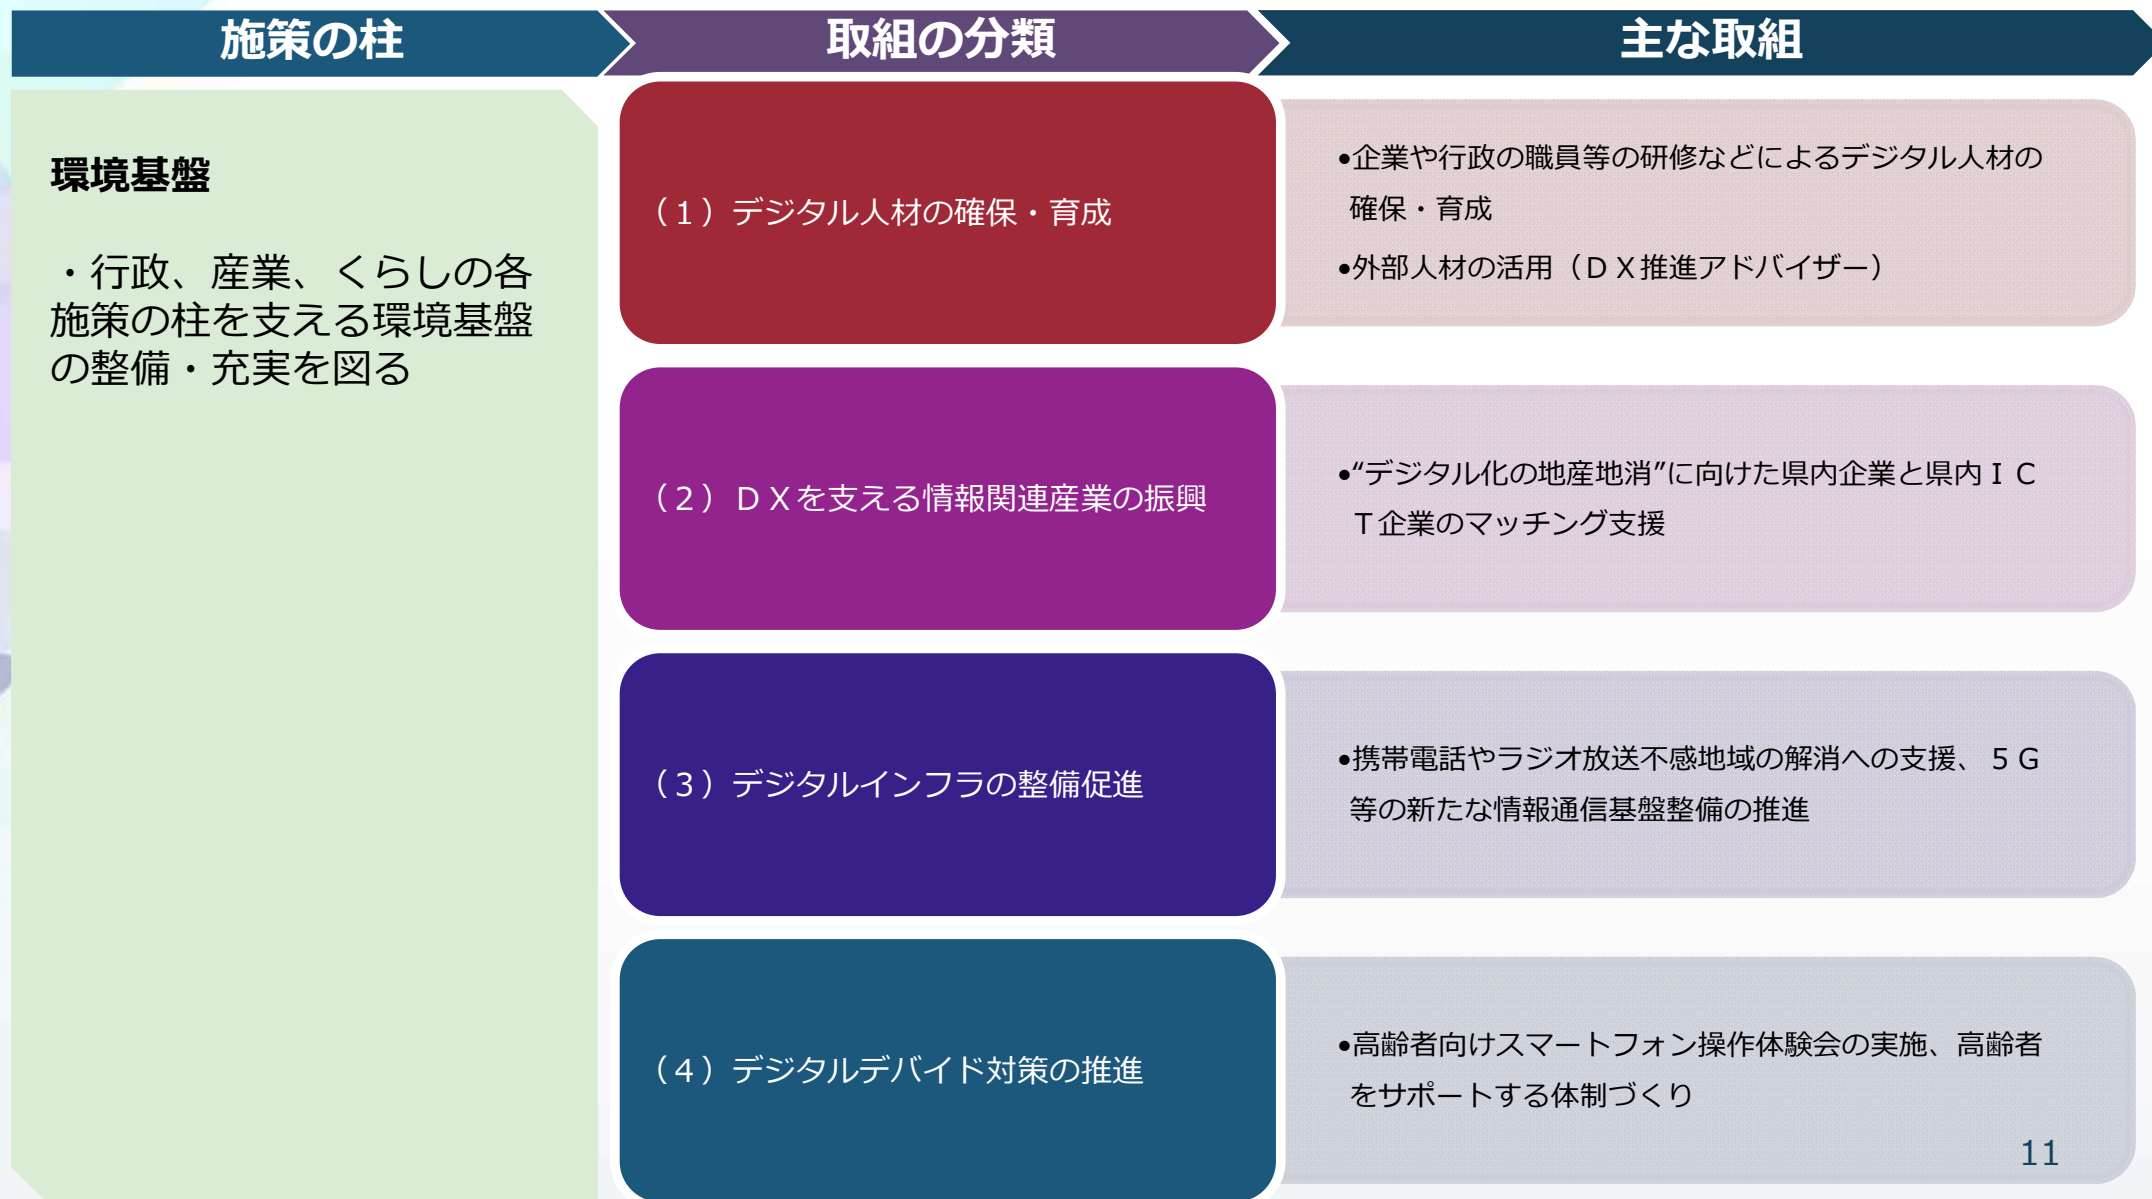 施策の柱
取組の分類
主な取組
環境基盤
・行政、産業、くらしの各
施策の柱を支える環境基盤
の整備・充実を図る
（１）デジタル人材の確保・育成
•企業や行政の職員等の研修などによるデジタル人材の
確保・育成
•外部人材の活用（ＤＸ推進アドバイザー）
（２）ＤＸを支える情報関連産業の振興
•“デジタル化の地産地消”に向けた県内企業と県内ＩＣ
Ｔ企業のマッチング支援
（３）デジタルインフラの整備促進
•携帯電話やラジオ放送不感地域の解消への支援、５Ｇ
等の新たな情報通信基盤整備の推進
（４）デジタルデバイド対策の推進
•高齢者向けスマートフォン操作体験会の実施、高齢者
をサポートする体制づくり
11